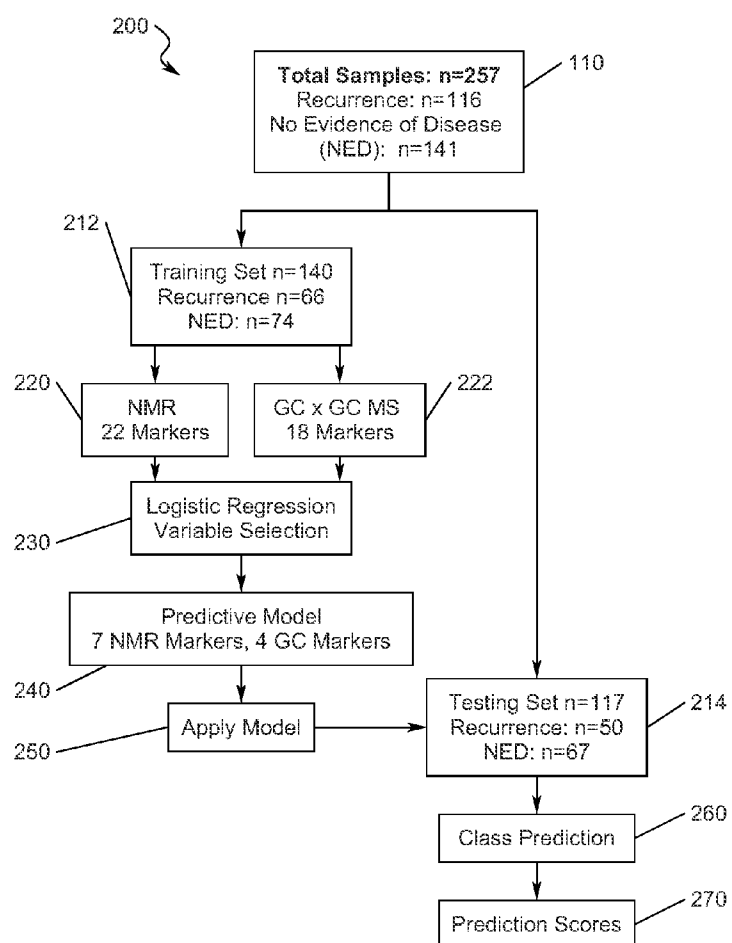 200
Total Samples: n=257
Recurrence: n=116
No Evidence of Disease
(NED): n=141
110
212
Training Set n=140
Recurrence n=66
NED: n=74
220
NMR
22 Markers
GC x GC MS
18 Markers
222
Logistic Regression
Variable Selection
230
Predictive Model
7 NMR Markers, 4 GC Markers
240
Apply Model
250
Testing Set n=117
Recurrence: n=50
NED: n=67
214
Class Prediction
260
Prediction Scores
270